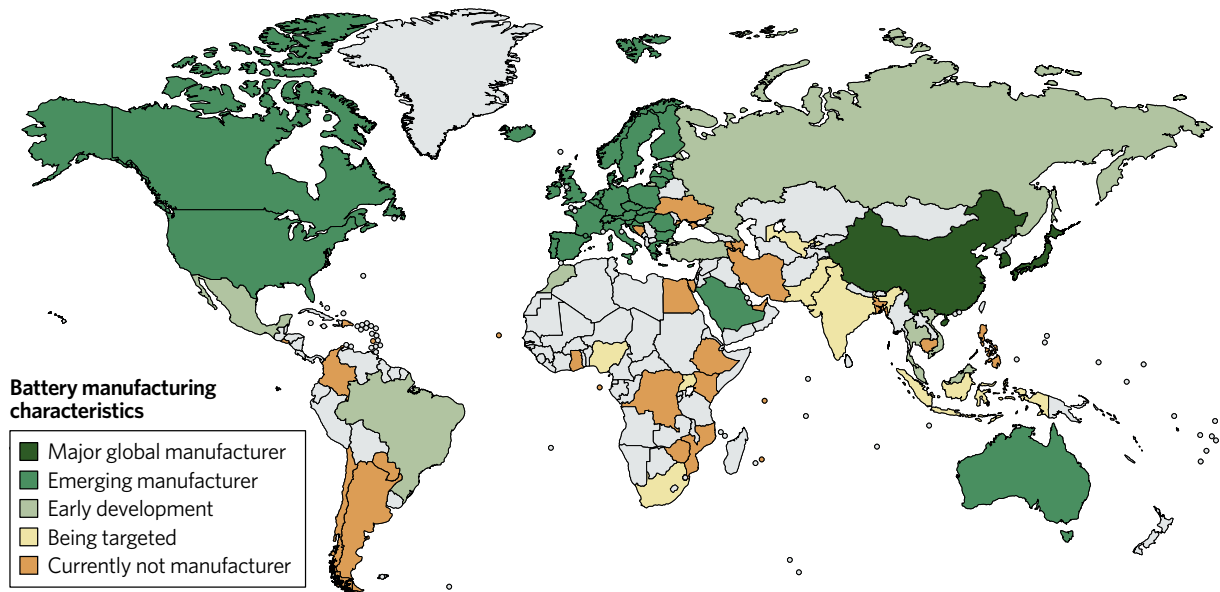 Battery manufacturing
characteristics
Major global manufacturer
Emerging manufacturer
Early development
Being targeted
Currently not manufacturer